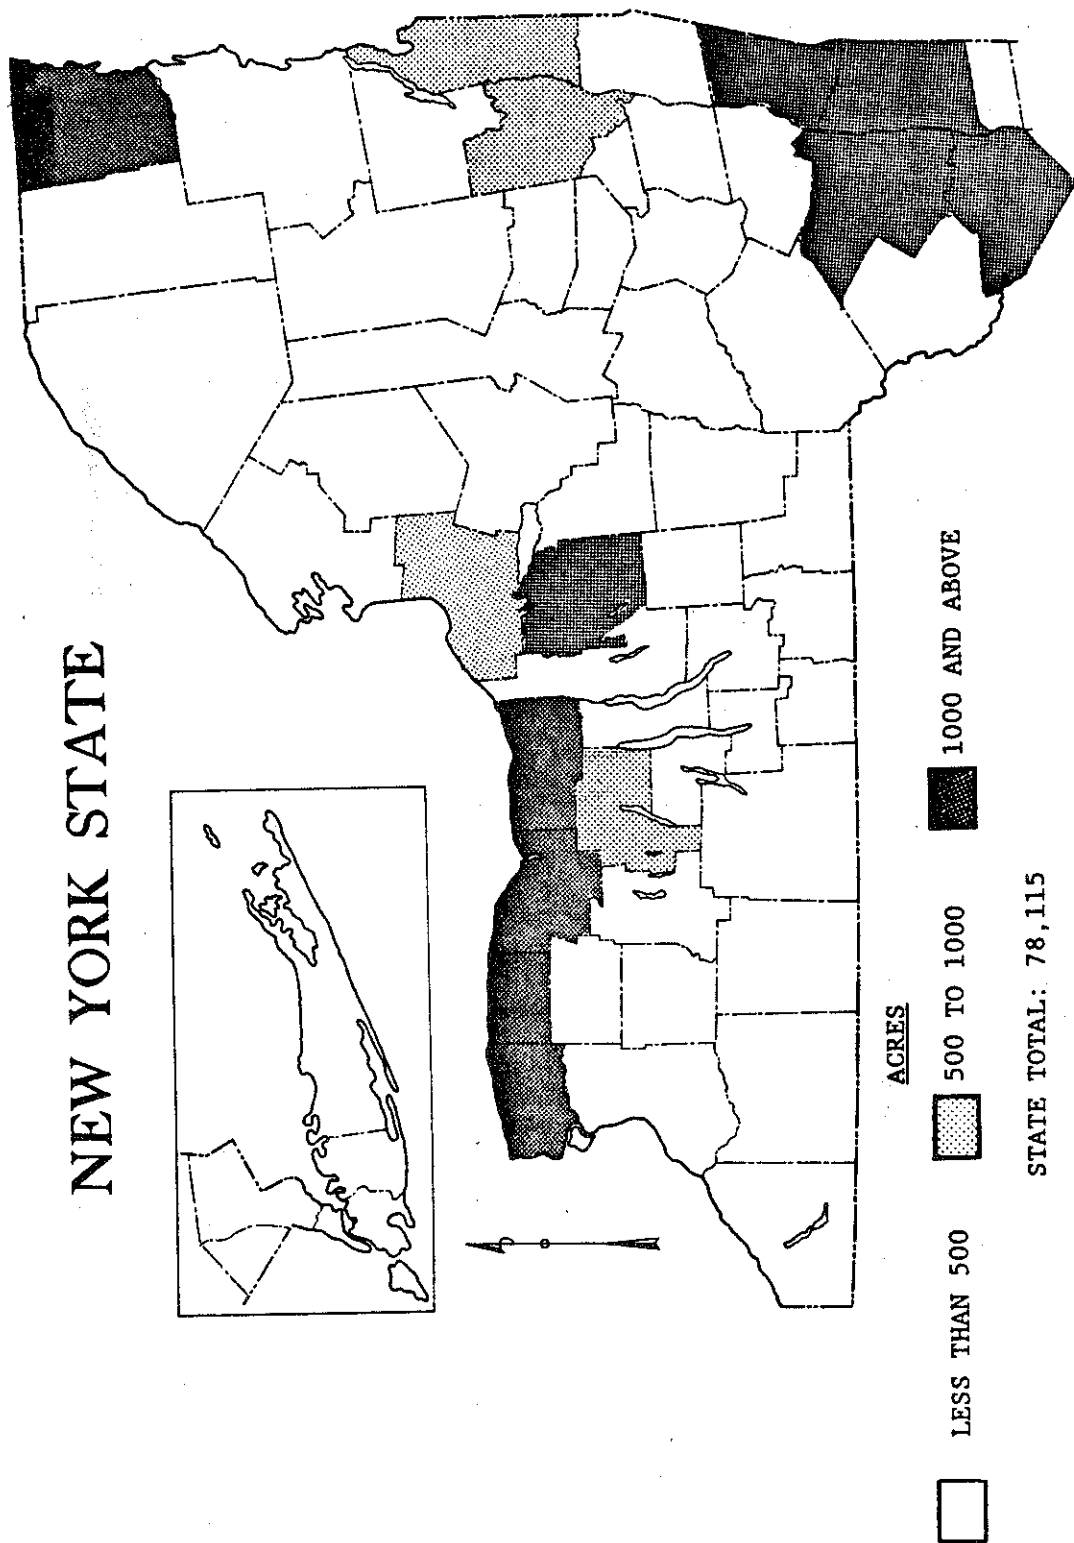 NEW YORK STATE
ACRES
LESS THAN 500
500 TO 1000
1000 AND ABOVE
STATE TOTAL: 78,115